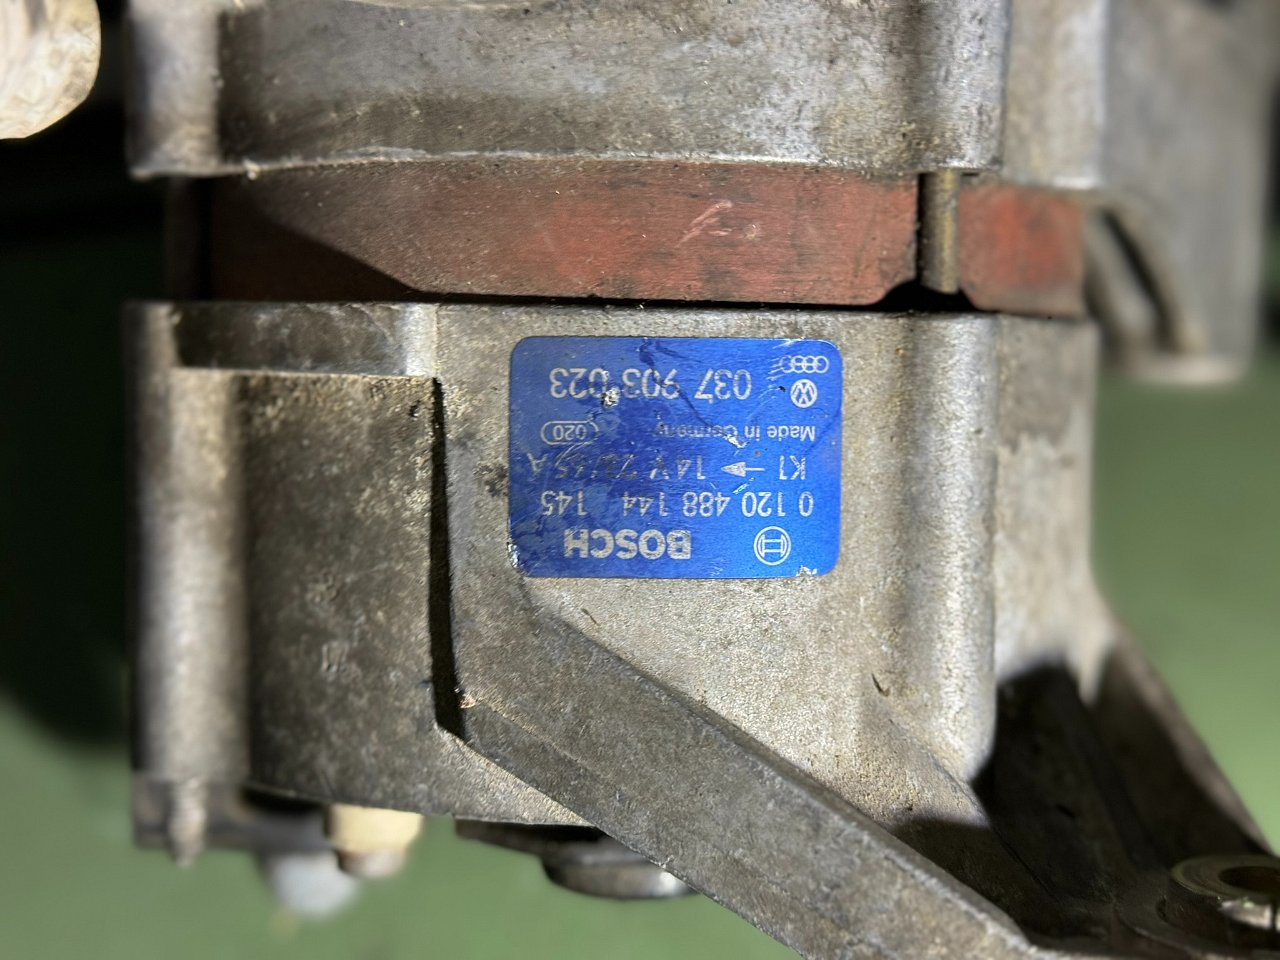 BOSCH
0 120 488 144 145
K1 → 14V A
Made in Germany 020
037 903 023